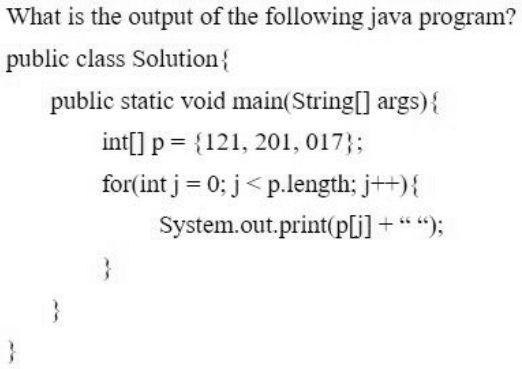 What is the output of the following java program?
public class Solution{
public static void main(String[] args){
int[] p = {121, 201, 017};
for(int j = 0; j < p.length; j++){
System.out.print(p[j] + “ “);
}
}
}